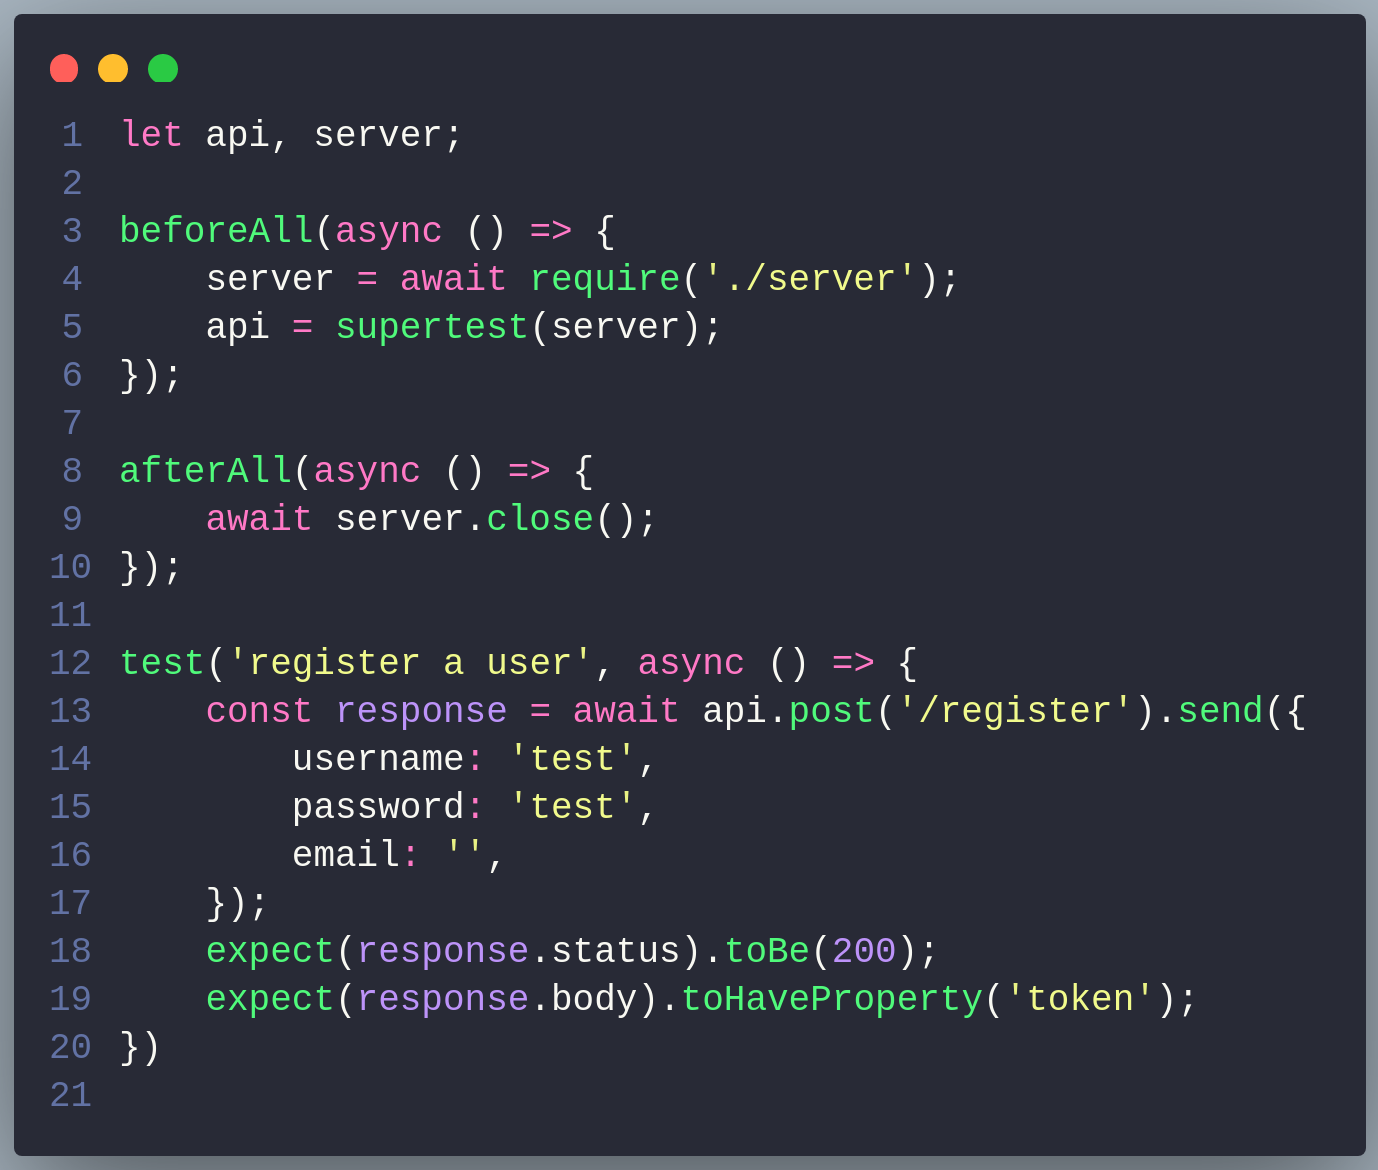 1 let api, server;
2
3 beforeAll(async () => {
4     server = await require('./server');
5     api = supertest(server);
6 });
7
8 afterAll(async () => {
9     await server.close();
10 });
11
12 test('register a user', async () => {
13     const response = await api.post('/register').send({
14         username: 'test',
15         password: 'test',
16         email: '',
17     });
18     expect(response.status).toBe(200);
19     expect(response.body).toHaveProperty('token');
20 })
21